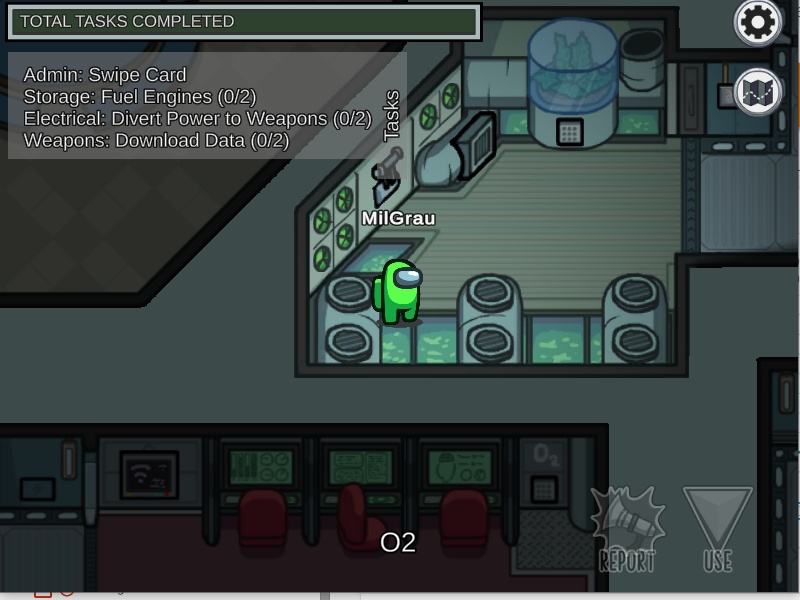 TOTAL TASKS COMPLETED
Admin: Swipe Card
Storage: Fuel Engines (0/2)
Electrical: Divert Power to Weapons (0/2)
Weapons: Download Data (0/2)
Tasks
MilGrau
O2
O2
REPORT
USE